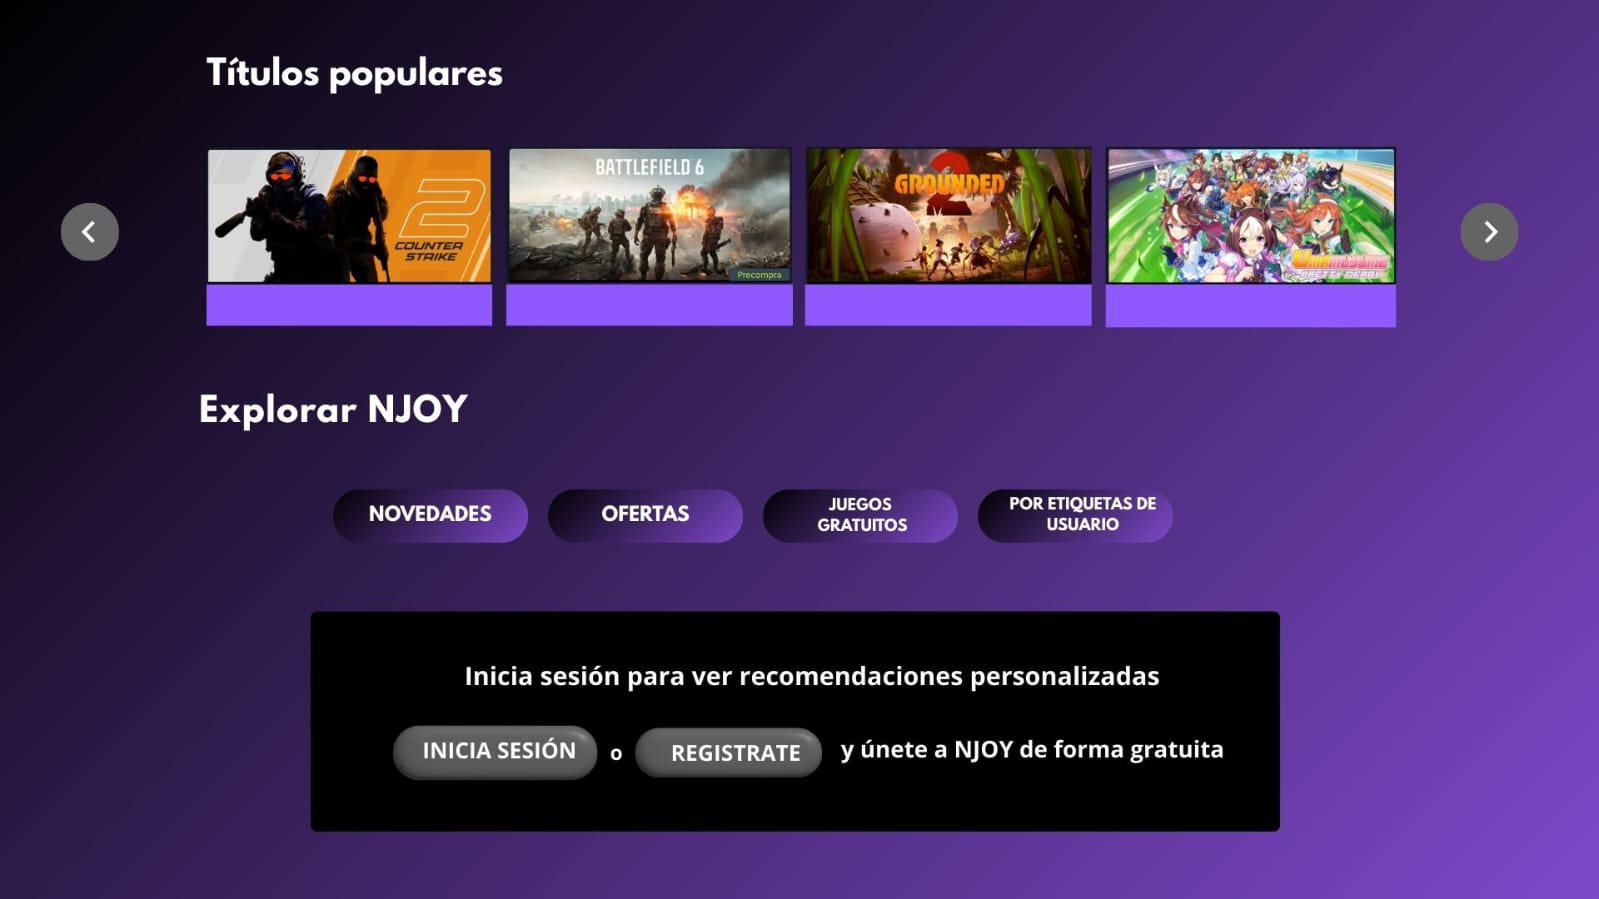 Títulos populares
2
COUNTER
STRIKE
BATTLEFIELD 6
Precompra
2
GROUNDED
Umamusume
PRETTY DERBY
Explorar NJOY
NOVEDADES
OFERTAS
JUEGOS
GRATUITOS
POR ETIQUETAS DE
USUARIO
Inicia sesión para ver recomendaciones personalizadas
INICIA SESIÓN o REGISTRATE y únete a NJOY de forma gratuita